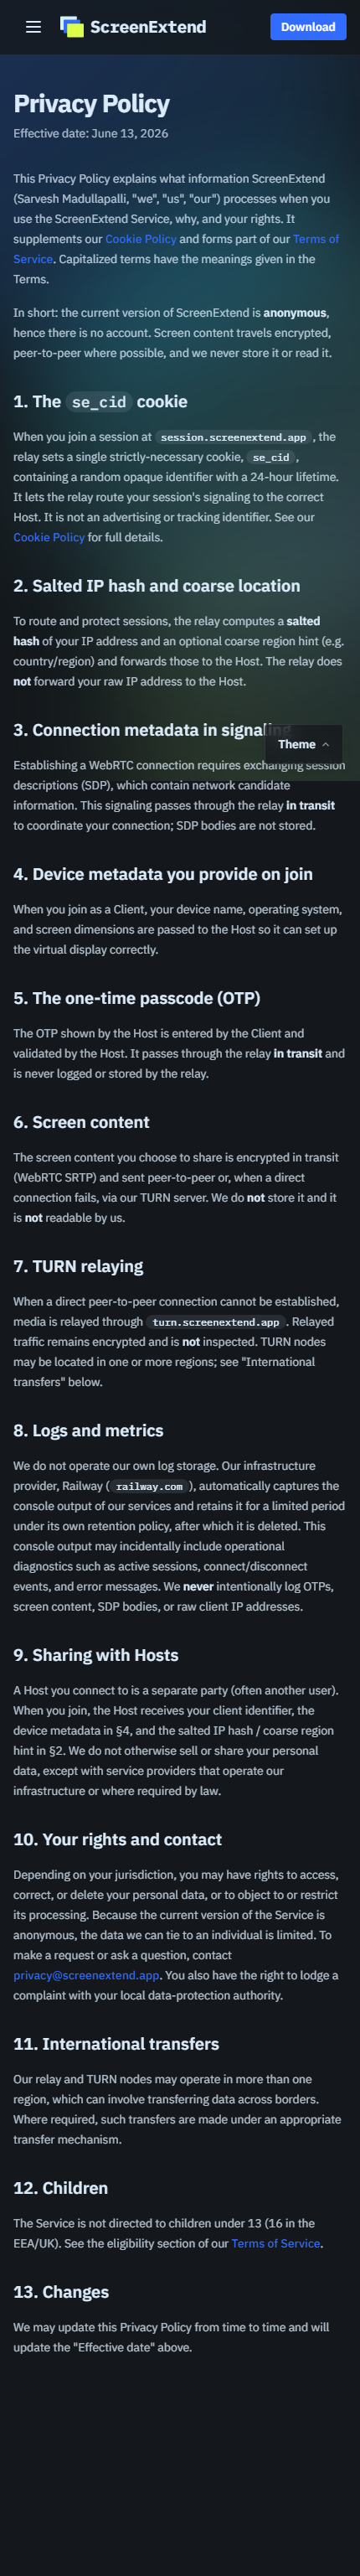 ScreenExtend
Download
Privacy Policy
Effective date: June 13, 2026
This Privacy Policy explains what information ScreenExtend
(Sarvesh Madullapalli, "we", "us", "our") processes when you
use the ScreenExtend Service, why, and your rights. It
supplements our Cookie Policy and forms part of our Terms of
Service. Capitalized terms have the meanings given in the
Terms.
In short: the current version of ScreenExtend is anonymous,
hence there is no account. Screen content travels encrypted,
peer-to-peer where possible, and we never store it or read it.
1. The se_cid cookie
When you join a session at session.screenextend.app, the
relay sets a single strictly-necessary cookie, se_cid,
containing a random opaque identifier with a 24-hour lifetime.
It lets the relay route your session's signaling to the correct
Host. It is not an advertising or tracking identifier. See our
Cookie Policy for full details.
2. Salted IP hash and coarse location
To route and protect sessions, the relay computes a salted
hash of your IP address and an optional coarse region hint (e.g.
country/region) and forwards those to the Host. The relay does
not forward your raw IP address to the Host.
3. Connection metadata in signaling
Theme
Establishing a WebRTC connection requires exchanging session
descriptions (SDP), which contain network candidate
information. This signaling passes through the relay in transit
to coordinate your connection; SDP bodies are not stored.
4. Device metadata you provide on join
When you join as a Client, your device name, operating system,
and screen dimensions are passed to the Host so it can set up
the virtual display correctly.
5. The one-time passcode (OTP)
The OTP shown by the Host is entered by the Client and
validated by the Host. It passes through the relay in transit and
is never logged or stored by the relay.
6. Screen content
The screen content you choose to share is encrypted in transit
(WebRTC SRTP) and sent peer-to-peer or, when a direct
connection fails, via our TURN server. We do not store it and it
is not readable by us.
7. TURN relaying
When a direct peer-to-peer connection cannot be established,
media is relayed through turn.screenextend.app. Relayed
traffic remains encrypted and is not inspected. TURN nodes
may be located in one or more regions; see "International
transfers" below.
8. Logs and metrics
We do not operate our own log storage. Our infrastructure
provider, Railway (railway.com), automatically captures the
console output of our services and retains it for a limited period
under its own retention policy, after which it is deleted. This
console output may incidentally include operational
diagnostics such as active sessions, connect/disconnect
events, and error messages. We never intentionally log OTPs,
screen content, SDP bodies, or raw client IP addresses.
9. Sharing with Hosts
A Host you connect to is a separate party (often another user).
When you join, the Host receives your client identifier, the
device metadata in §4, and the salted IP hash / coarse region
hint in §2. We do not otherwise sell or share your personal
data, except with service providers that operate our
infrastructure or where required by law.
10. Your rights and contact
Depending on your jurisdiction, you may have rights to access,
correct, or delete your personal data, or to object to or restrict
its processing. Because the current version of the Service is
anonymous, the data we can tie to an individual is limited. To
make a request or ask a question, contact
privacy@screenextend.app. You also have the right to lodge a
complaint with your local data-protection authority.
11. International transfers
Our relay and TURN nodes may operate in more than one
region, which can involve transferring data across borders.
Where required, such transfers are made under an appropriate
transfer mechanism.
12. Children
The Service is not directed to children under 13 (16 in the
EEA/UK). See the eligibility section of our Terms of Service.
13. Changes
We may update this Privacy Policy from time to time and will
update the "Effective date" above.